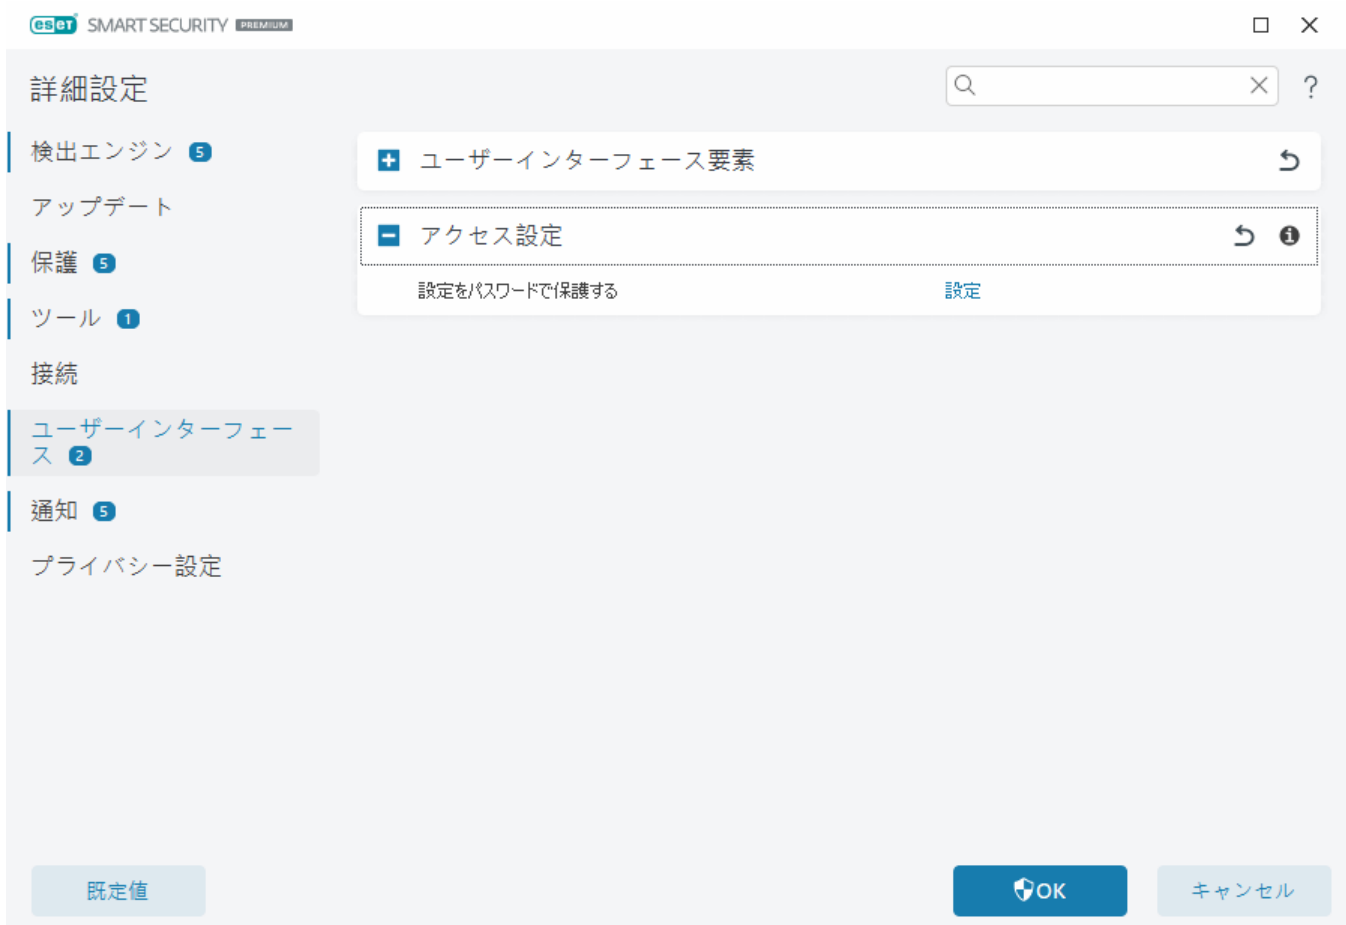 eset SMART SECURITY PREMIUM
詳細設定
?
検出エンジン 5
アップデート
保護 5
ツール 1
接続
ユーザーインターフェー
ス 2
通知 5
プライバシー設定
ユーザーインターフェース要素
アクセス設定
設定をパスワードで保護する 設定
既定値
OK
キャンセル